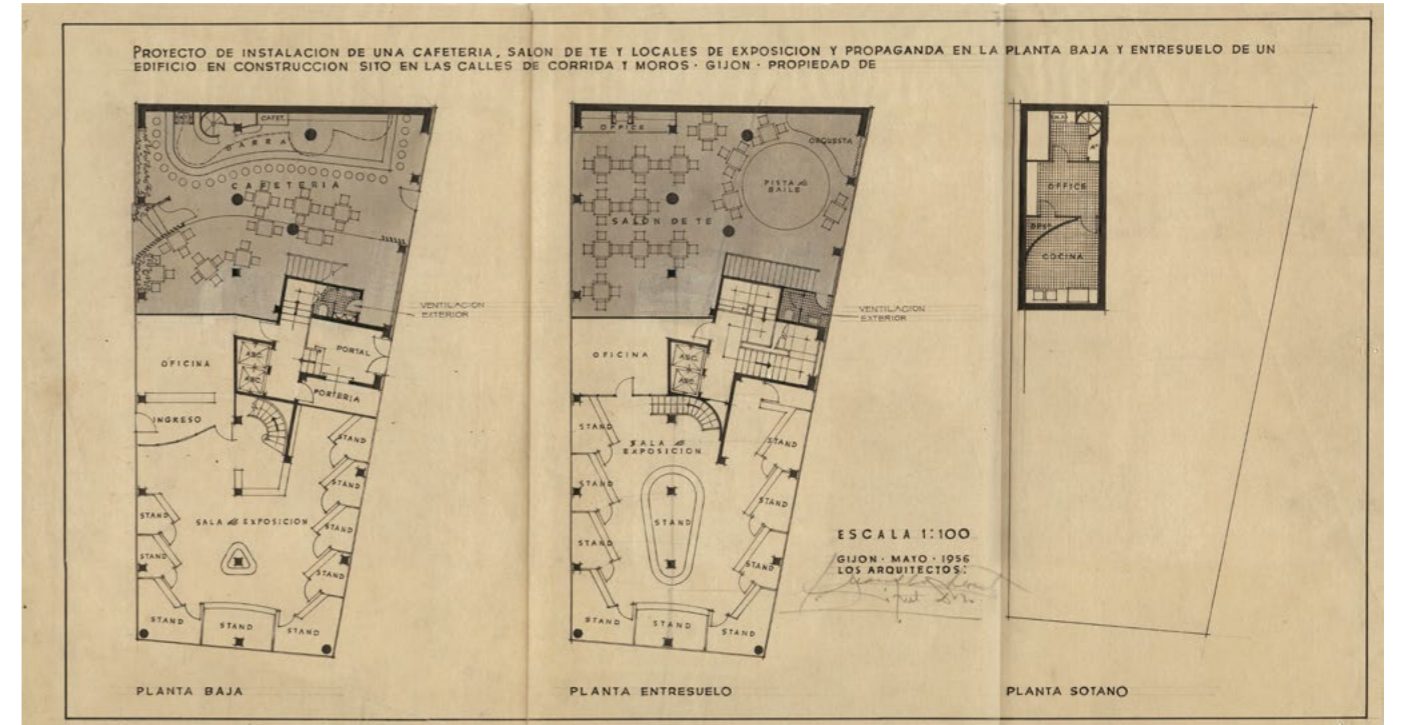 PROYECTO DE INSTALACION DE UNA CAFETERIA, SALON DE TE Y LOCALES DE EXPOSICION Y PROPAGANDA EN LA PLANTA BAJA Y ENTRESUELO DE UN
EDIFICIO EN CONSTRUCCION SITO EN LAS CALLES DE CORRIDA Y MOROS · GIJON · PROPIEDAD DE
CAFET.
BARRA
CAFETERIA
VENTILACION
EXTERIOR
PORTAL
OFICINA
ASC.
ASC.
PORTERIA
INGRESO
STAND
STAND
STAND
STAND
SALA de EXPOSICION
STAND
STAND
STAND
STAND
STAND
PLANTA BAJA
OFFICE
ORQUESTA
PISTA de
BAILE
SALON DE TE
VENTILACION
EXTERIOR
OFICINA
ASC.
ASC.
STAND
SALA de
EXPOSICION
STAND
STAND
STAND
STAND
STAND
STAND
STAND
STAND
STAND
PLANTA ENTRESUELO
OFFICE
COCINA
ESCALA 1:100
GIJON · MAYO · 1956
LOS ARQUITECTOS:
PLANTA SOTANO